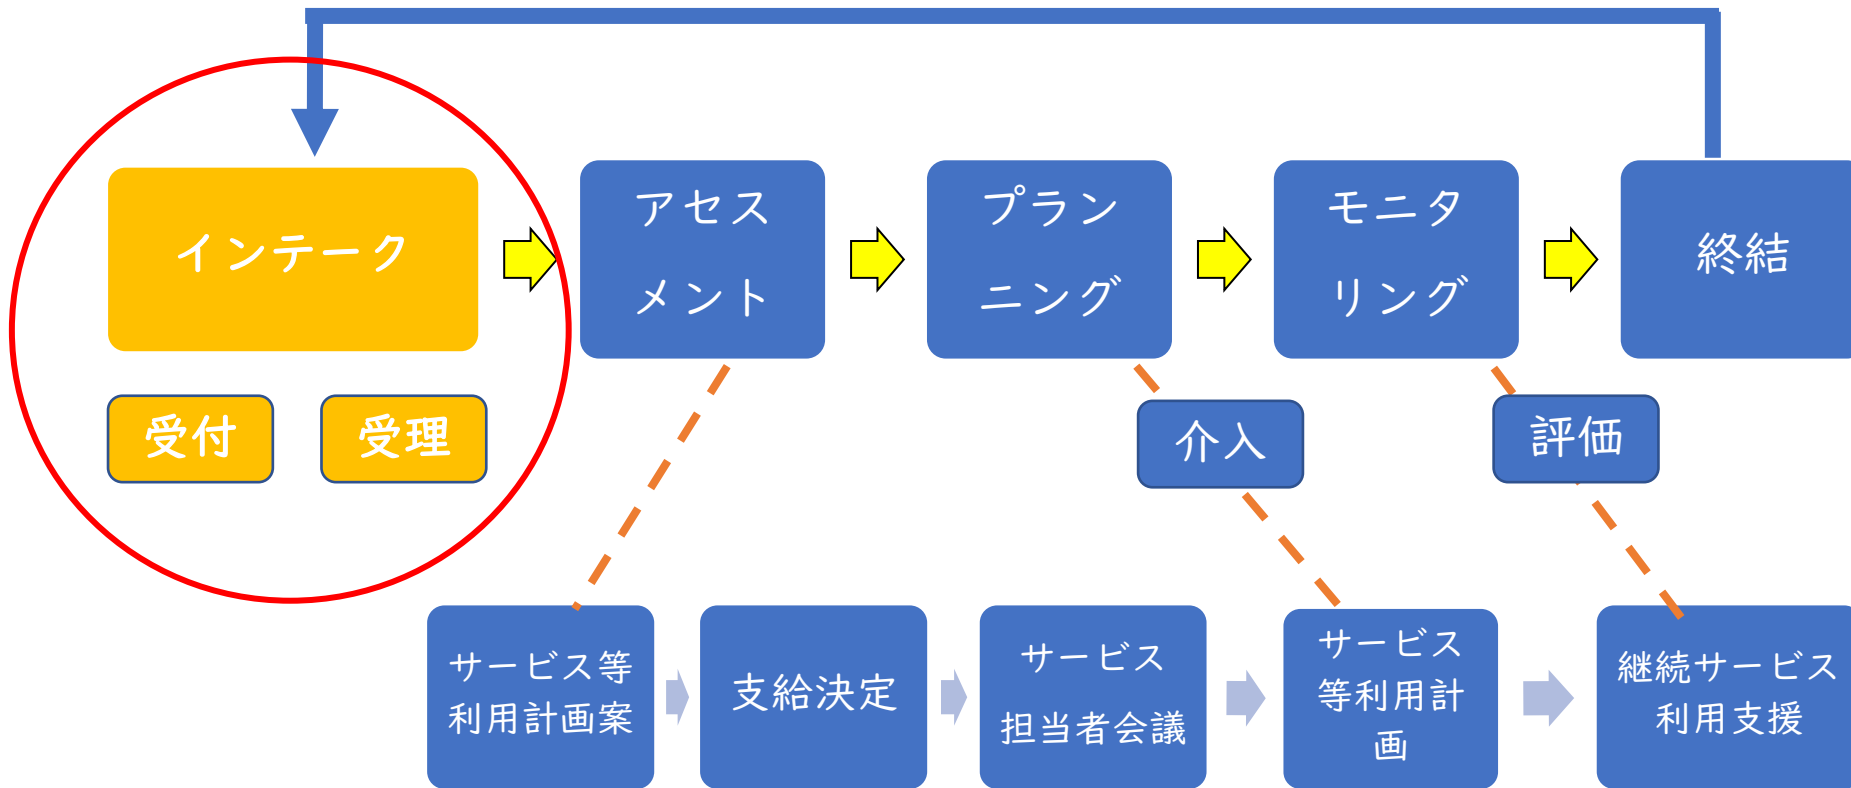 インテーク
アセス
メント
プラン
ニング
モニタ
リング
終結
受付
受理
介入
評価
サービス等
利用計画案
支給決定
サービス
担当者会議
サービス
等利用計
画
継続サービス
利用支援